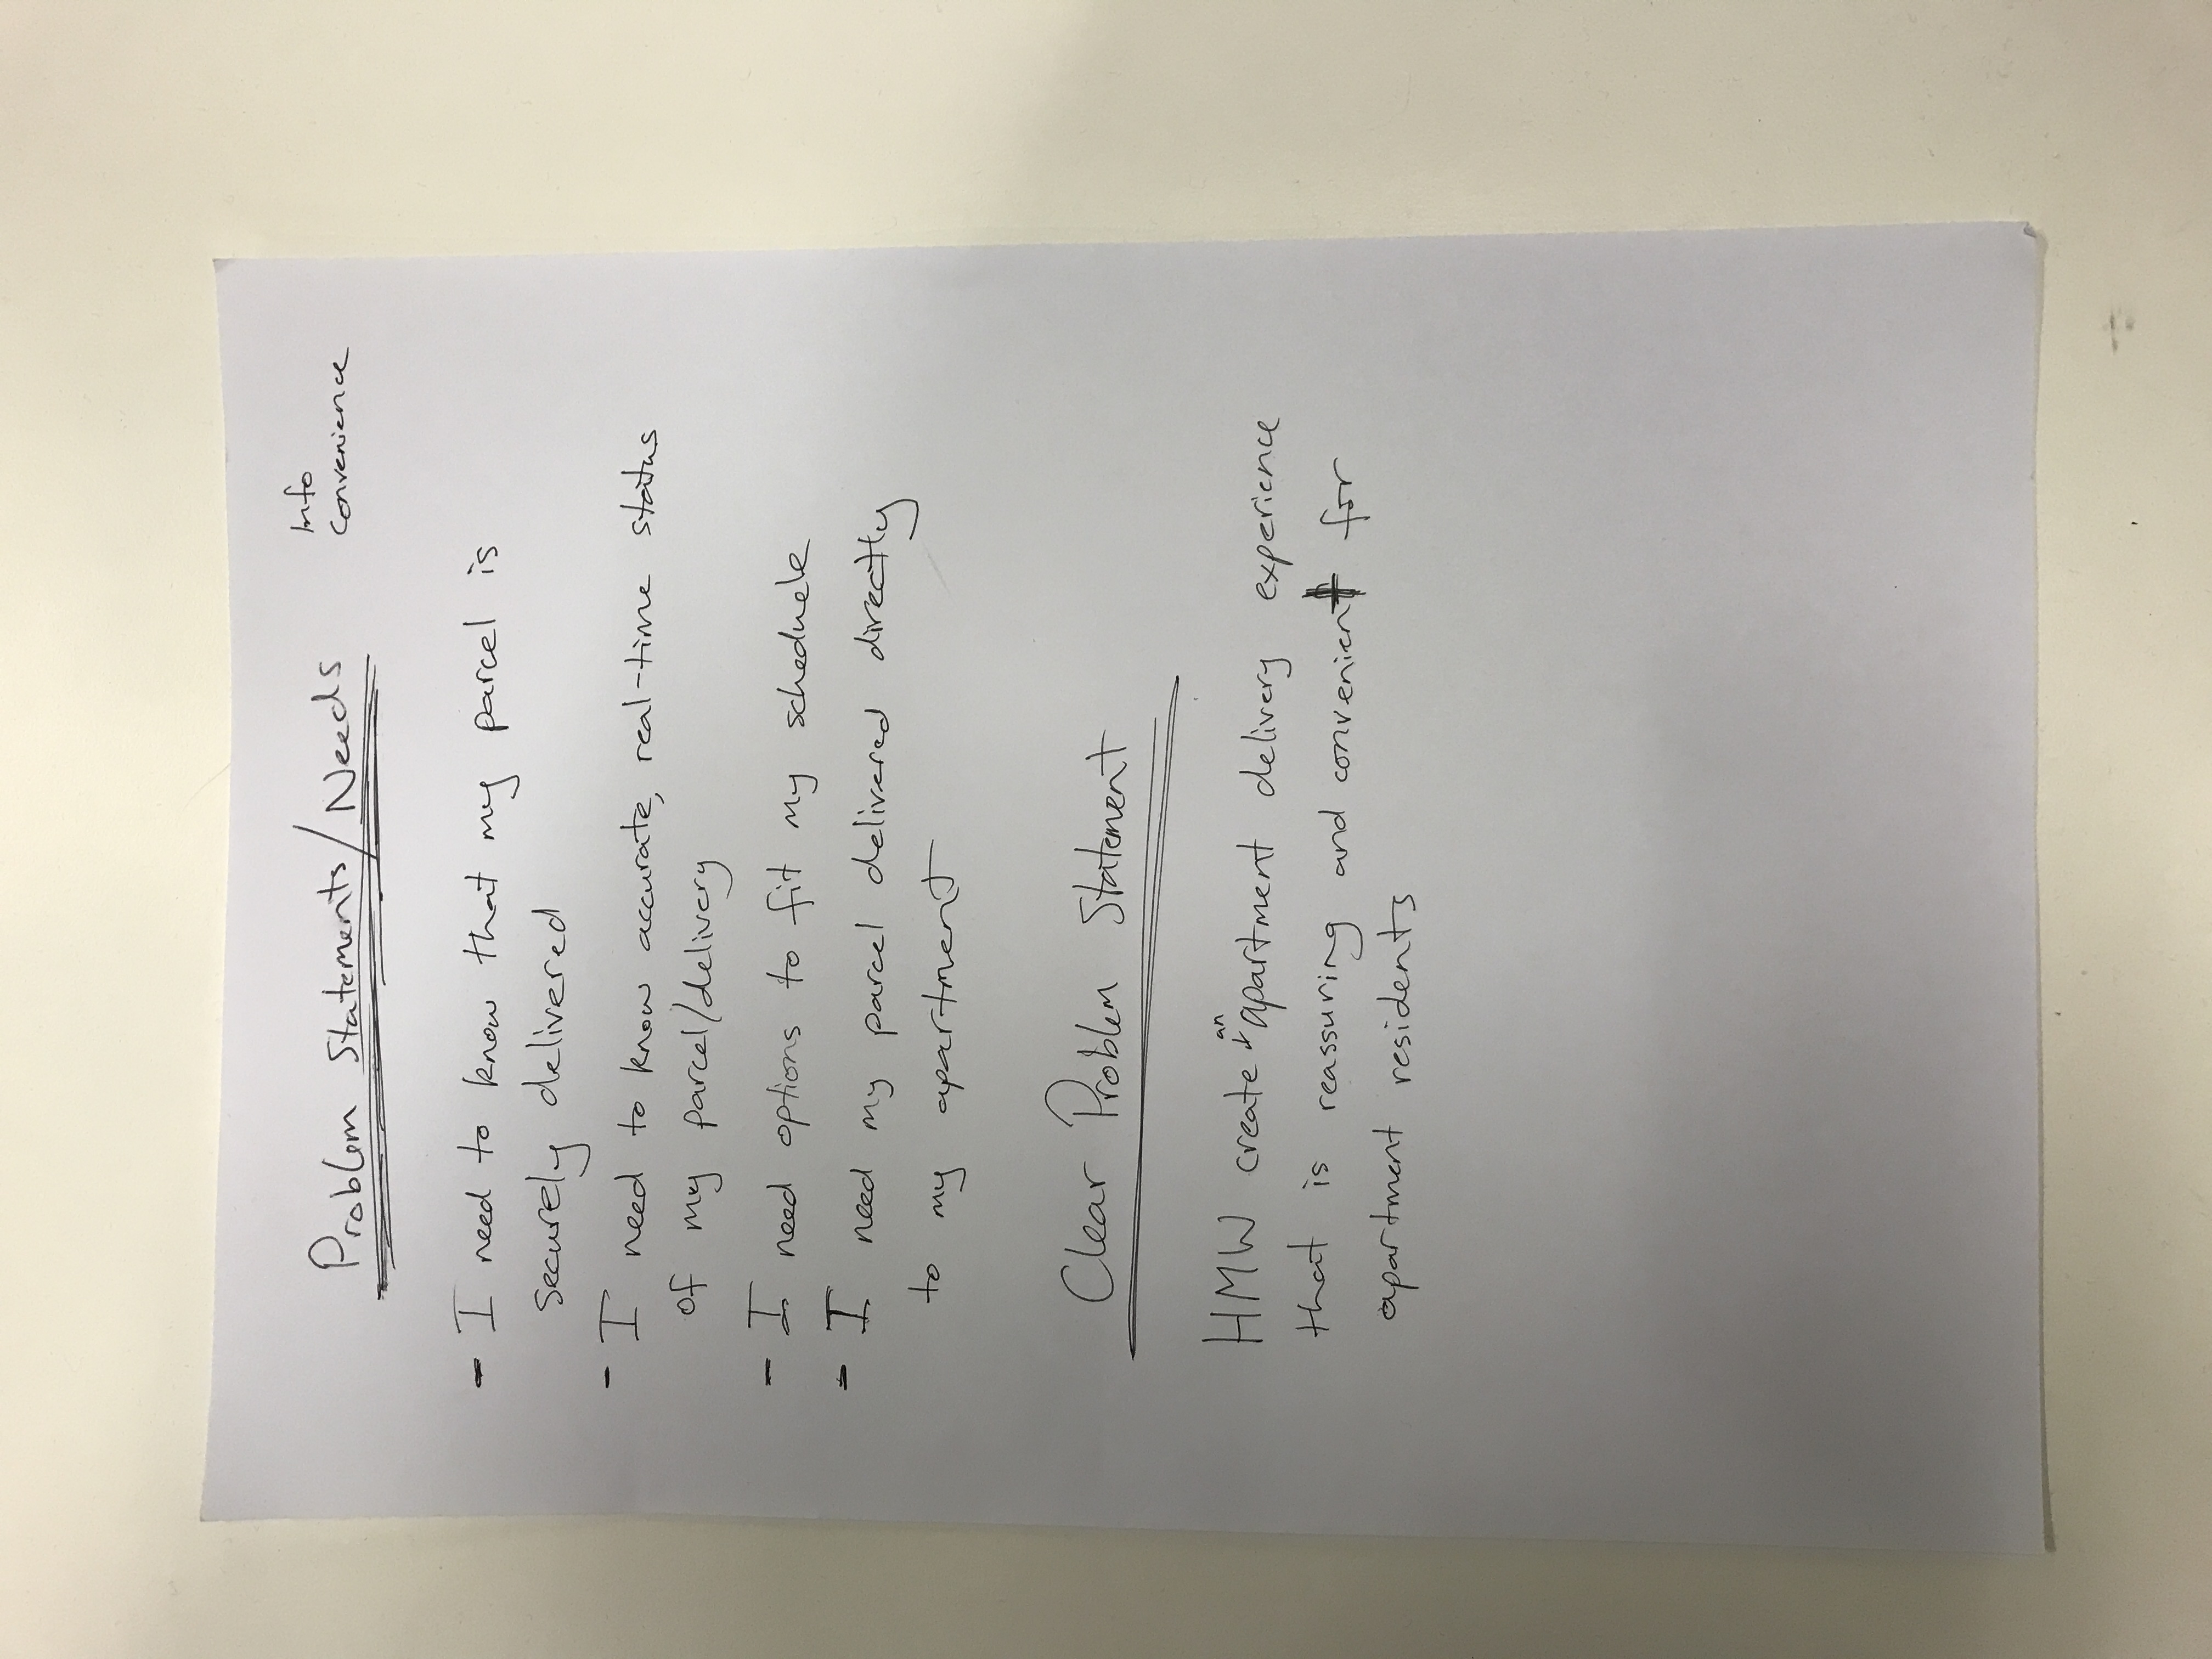 Problem Statements/Needs
Info
Convenience
- I need to know that my parcel is
securely delivered
- I need to know accurate, real-time status
of my parcel/delivery
- I need options to fit my schedule
- I need my parcel delivered directly
to my apartment
Clear Problem Statement
an
HMW create ↓ apartment delivery experience
that is reassuring and convenient for
apartment residents